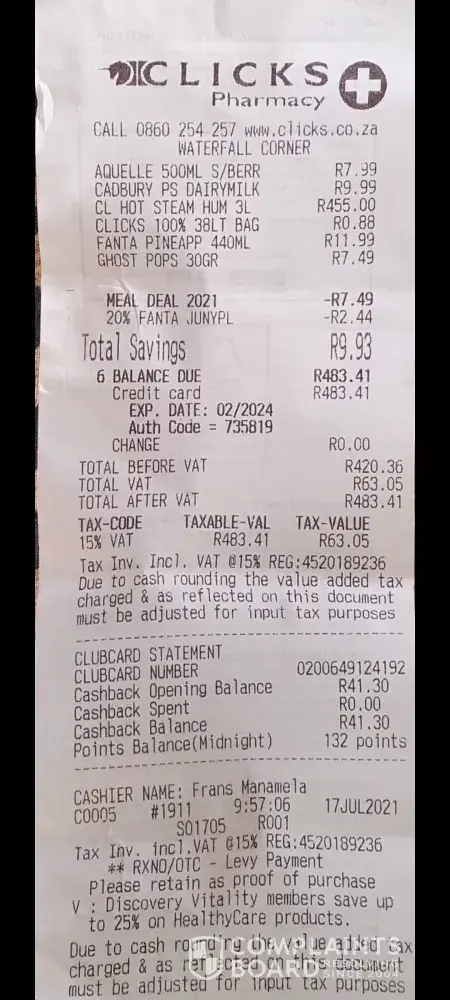 CLICKS
Pharmacy
CALL 0860 254 257 www.clicks.co.za
WATERFALL CORNER
AQUELLE 500ML S/BERR R7.99
CADBURY PS DAIRYMILK R9.99
CL HOT STEAM HUM 3L R455.00
CLICKS 100% 38LT BAG R0.88
FANTA PINEAPP 440ML R11.99
GHOST POPS 30GR R7.49
MEAL DEAL 2021 -R7.49
20% FANTA JUNYPL -R2.44
Total Savings R9.93
6 BALANCE DUE R483.41
Credit card R483.41
EXP. DATE: 02/2024
Auth Code = 735819
CHANGE R0.00
TOTAL BEFORE VAT R420.36
TOTAL VAT R63.05
TOTAL AFTER VAT R483.41
TAX-CODE TAXABLE-VAL TAX-VALUE
15% VAT R483.41 R63.05
Tax Inv. Incl. VAT @15% REG:4520189236
Due to cash rounding the value added tax
charged & as reflected on this document
must be adjusted for input tax purposes
CLUBCARD STATEMENT
CLUBCARD NUMBER 0200649124192
Cashback Opening Balance R41.30
Cashback Spent R0.00
Cashback Balance R41.30
Points Balance(Midnight) 132 points
CASHIER NAME: Frans Manamela
C0005 #1911 9:57:06 17JUL2021
S01705 R001
Tax Inv. incl.VAT @15% REG:4520189236
** RXNO/OTC - Levy Payment
Please retain as proof of purchase
V : Discovery Vitality members save up
to 25% on HealthyCare products.
Due to cash rounding the value added tax
charged & as reflected on this document
must be adjusted for input tax purposes
COMPLAINTS
BOARD
SINCE 2004